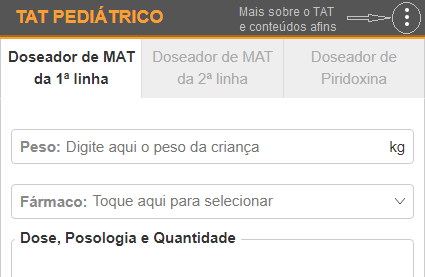 TAT PEDIÁTRICO
Mais sobre o TAT
e conteúdos afins
Doseador de MAT
da 1ª linha
Doseador de MAT
da 2ª linha
Doseador de
Piridoxina
Peso: Digite aqui o peso da criança kg
Fármaco: Toque aqui para selecionar
Dose, Posologia e Quantidade